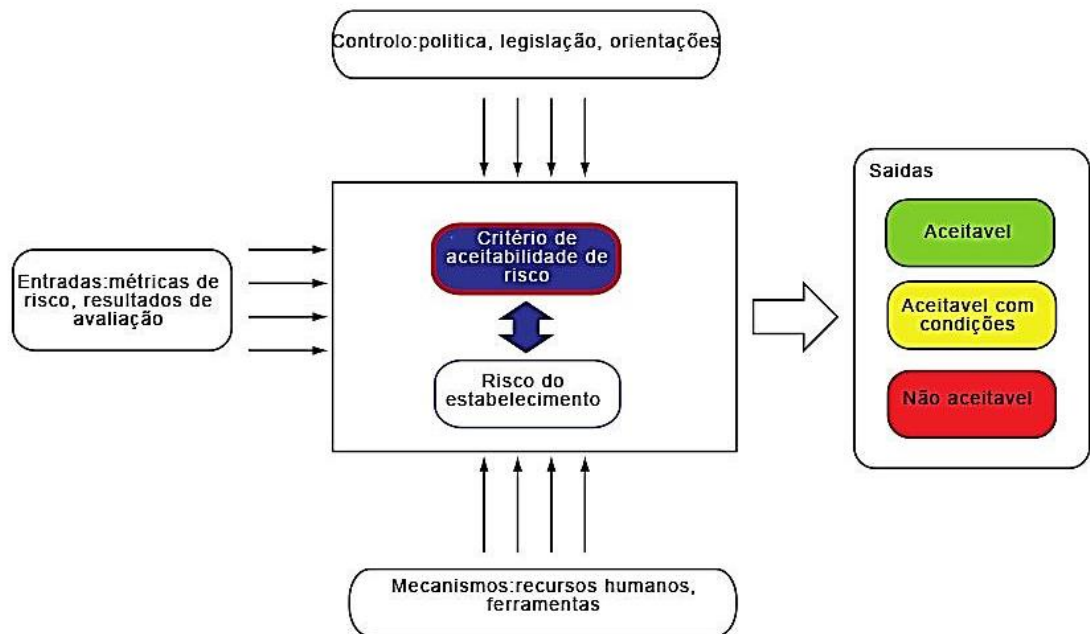 Controlo:politica, legislação, orientações
Entradas:métricas de
risco, resultados de
avaliação
Critério de
aceitabilidade de
risco
Risco do
estabelecimento
Saidas
Aceitavel
Aceitavel com
condições
Não aceitavel
Mecanismos:recursos humanos,
ferramentas